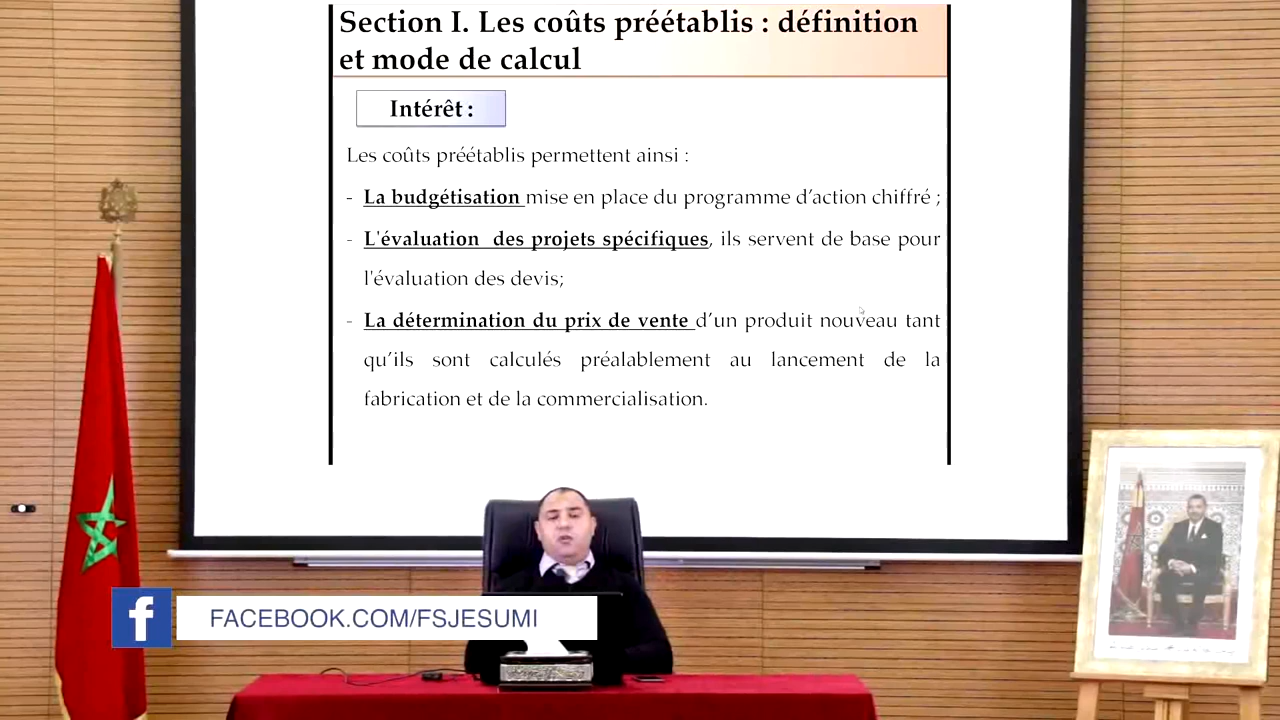 Section I. Les coûts préétablis : définition
et mode de calcul
Intérêt :
Les coûts préétablis permettent ainsi :
- La budgétisation mise en place du programme d’action chiffré ;
- L'évaluation des projets spécifiques, ils servent de base pour
l'évaluation des devis;
- La détermination du prix de vente d’un produit nouveau tant
qu’ils sont calculés préalablement au lancement de la
fabrication et de la commercialisation.
f FACEBOOK.COM/FSJESUMI